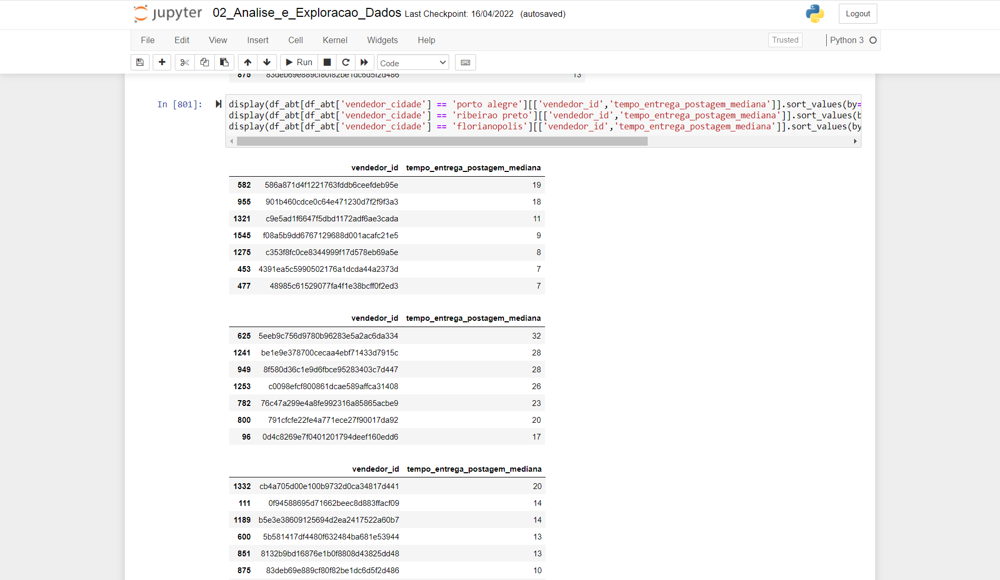 jupyter 02_Analise_e_Exploracao_Dados Last Checkpoint: 16/04/2022 (autosaved) Logout
File Edit View Insert Cell Kernel Widgets Help Trusted Python 3
Run Code
875 83deb69e889cf80f82be1dc6d5f2d486 13
In [801]: display(df_abt[df_abt['vendedor_cidade'] == 'porto alegre'][['vendedor_id','tempo_entrega_postagem_mediana']].sort_values(by=
display(df_abt[df_abt['vendedor_cidade'] == 'ribeirao preto'][['vendedor_id','tempo_entrega_postagem_mediana']].sort_values(b
display(df_abt[df_abt['vendedor_cidade'] == 'florianopolis'][['vendedor_id','tempo_entrega_postagem_mediana']].sort_values(by
vendedor_id tempo_entrega_postagem_mediana
582 586a871d4f1221763fddb6ceefdeb95e 19
955 901b460cdce0c64e471230d7f2f9f3a3 18
1321 c9e5ad1f6647f5dbd1172adf6ae3cada 11
1545 f08a5b9dd6767129688d001acafc21e5 9
1275 c353f8fc0ce8344999f17d578eb69a5e 8
453 4391ea5c5990502176a1dcda44a2373d 7
477 48985c61529077fa4f1e38bcff0f2ed3 7
vendedor_id tempo_entrega_postagem_mediana
625 5eeb9c756d9780b96283e5a2ac6da334 32
1241 be1e9e378700cecaa4ebf71433d7915c 28
949 8f580d36c1e9d6fbce95283403c7d447 28
1253 c0098efcf800861dcae589affca31408 26
782 76c47a299e4a8fe992316a85865acbe9 23
800 791cfcfe22fe4a771ece27f90017da92 20
96 0d4c8269e7f0401201794deef160edd6 17
vendedor_id tempo_entrega_postagem_mediana
1332 cb4a705d00e100b9732d0ca34817d441 20
111 0f94588695d71662beec8d883ffacf09 14
1189 b5e3e38609125694d2ea2417522a60b7 14
600 5b581417df4480f632484ba681e53944 13
851 8132b9bd16876e1b0f8808d43825dd48 13
875 83deb69e889cf80f82be1dc6d5f2d486 10